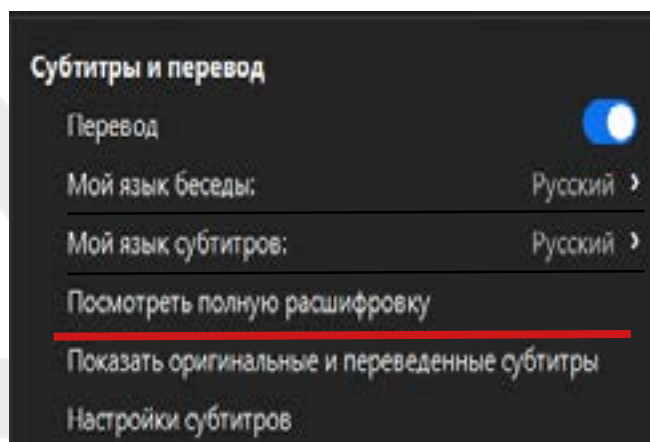 Субтитры и перевод
Перевод
Мой язык беседы: Русский
Мой язык субтитров: Русский
Посмотреть полную расшифровку
Показать оригинальные и переведенные субтитры
Настройки субтитров